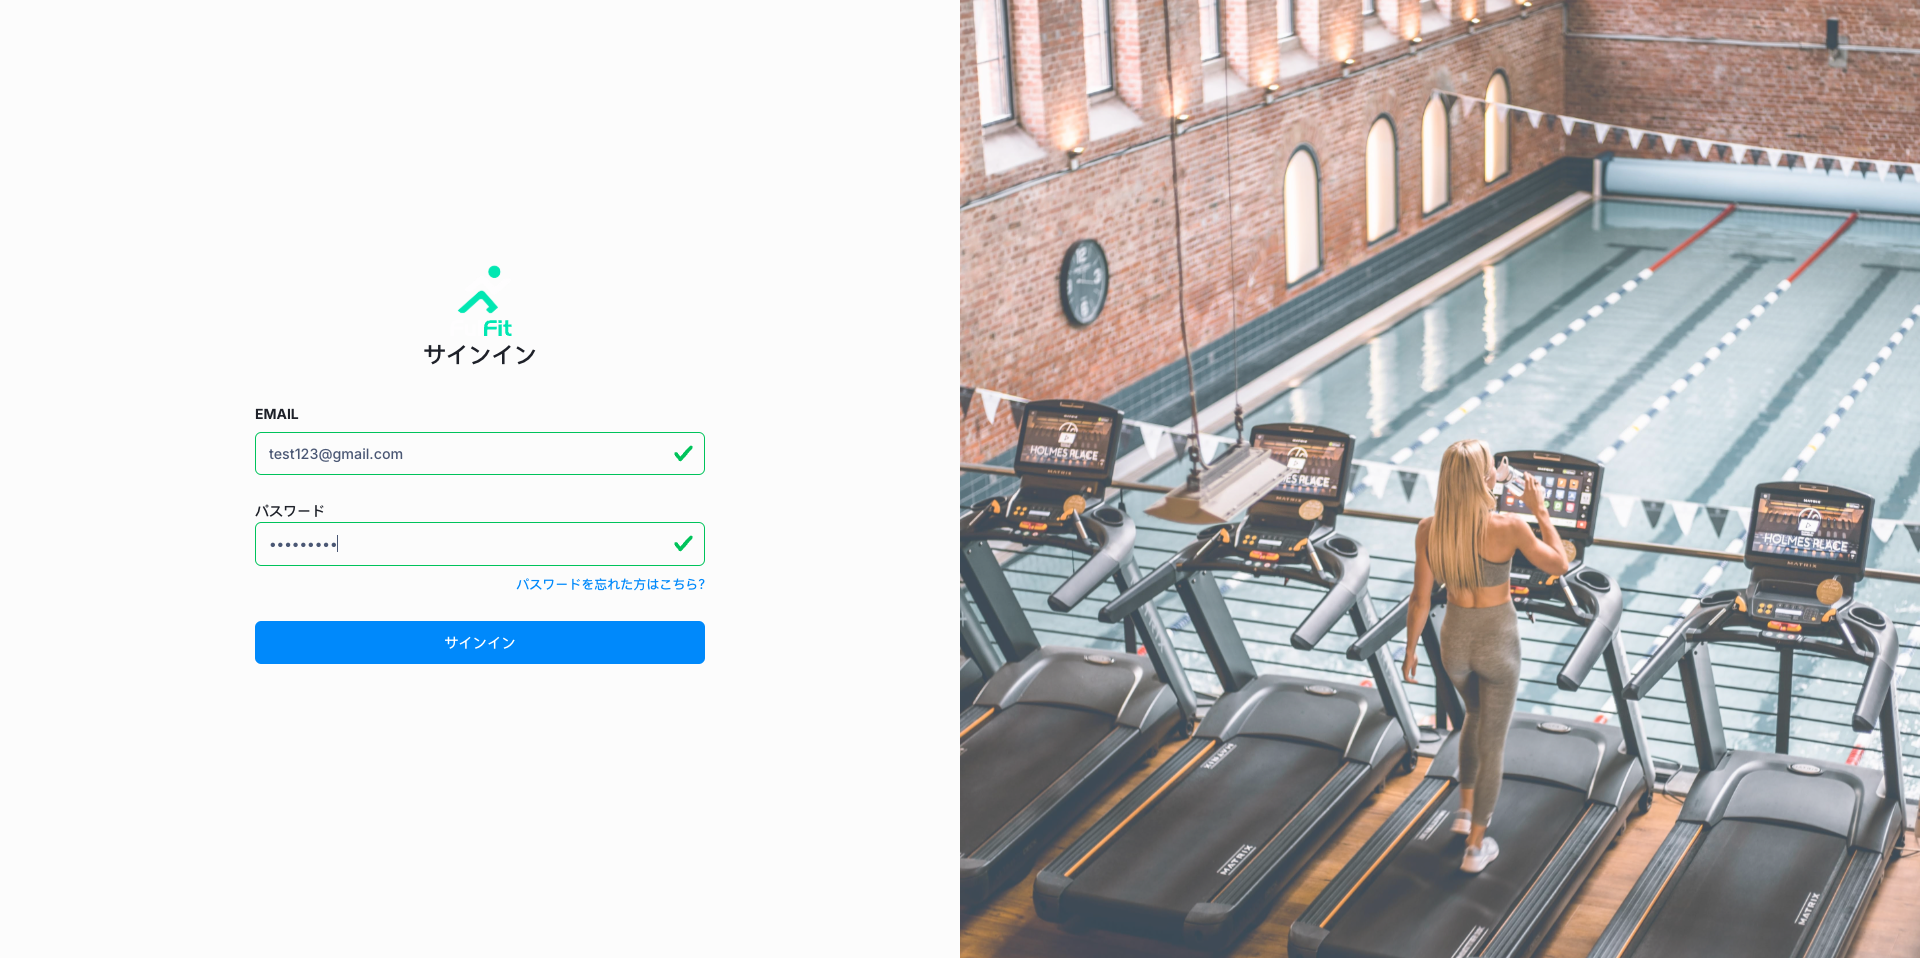 Fit
サインイン
EMAIL
test123@gmail.com
パスワード
•••••••••
パスワードを忘れた方はこちら?
サインイン
HOLMES PLACE
MATRIX
HOLMES PLACE
MATRIX
MATRIX
MATRIX
MATRIX